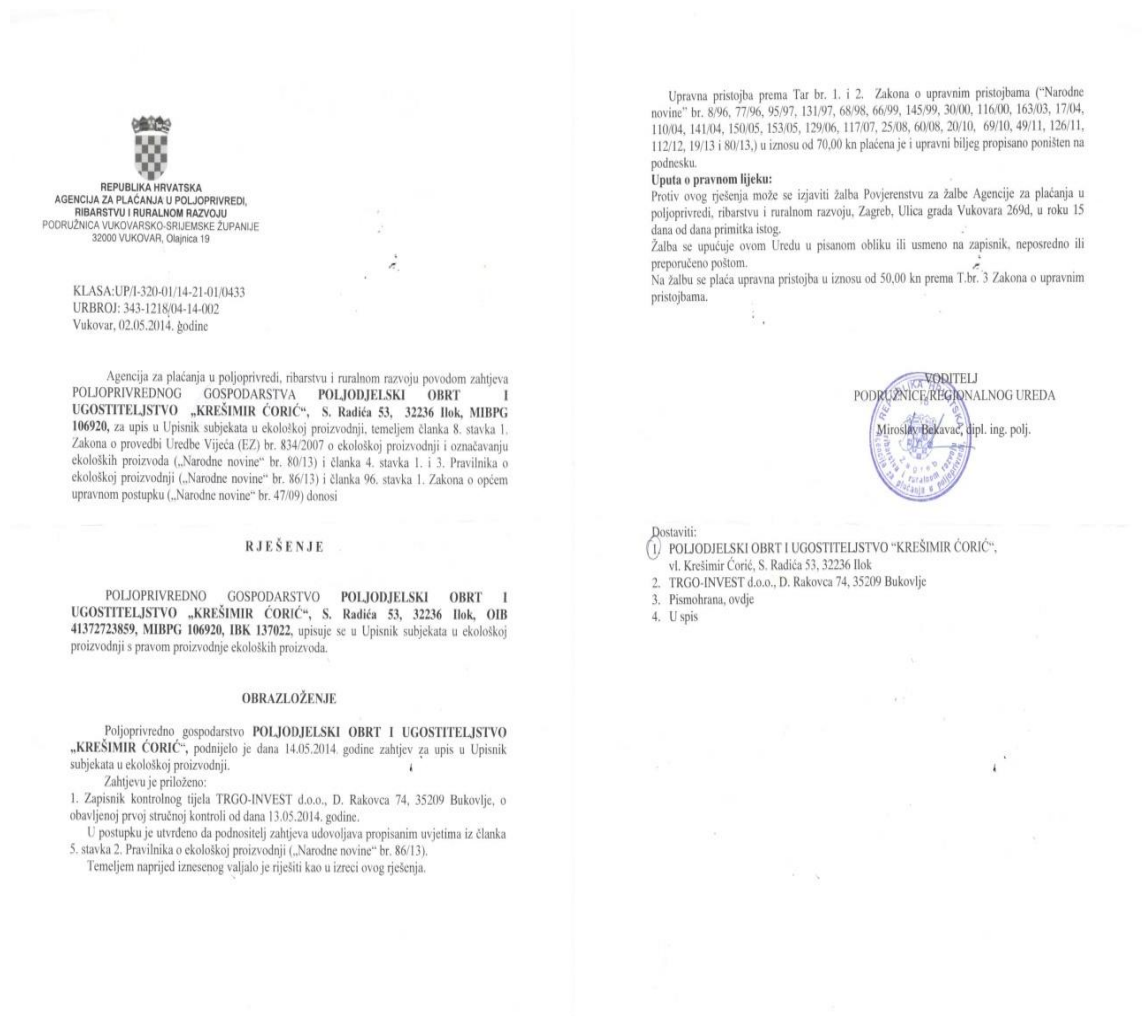 REPUBLIKA HRVATSKA
AGENCIJA ZA PLAĆANJA U POLJOPRIVREDI,
RIBARSTVU I RURALNOM RAZVOJU
PODRUŽNICA VUKOVARSKO-SRIJEMSKE ŽUPANIJE
32000 VUKOVAR, Olajnica 19
KLASA:UP/I-320-01/14-21-01/0433
URBROJ: 343-1218/04-14-002
Vukovar, 02.05.2014. godine
Agencija za plaćanja u poljoprivredi, ribarstvu i ruralnom razvoju povodom zahtjeva
POLJOPRIVREDNOG GOSPODARSTVA POLJODJELSKI OBRT I
UGOSTITELJSTVO „KREŠIMIR ĆORIĆ“, S. Radića 53, 32236 Ilok, MIBPG
106920, za upis u Upisnik subjekata u ekološkoj proizvodnji, temeljem članka 8. stavka 1.
Zakona o provedbi Uredbe Vijeća (EZ) br. 834/2007 o ekološkoj proizvodnji i označavanju
ekoloških proizvoda („Narodne novine“ br. 80/13) i članka 4. stavka 1. i 3. Pravilnika o
ekološkoj proizvodnji („Narodne novine“ br. 86/13) i članka 96. stavka 1. Zakona o općem
upravnom postupku („Narodne novine“ br. 47/09) donosi
RJEŠENJE
POLJOPRIVREDNO GOSPODARSTVO POLJODJELSKI OBRT I
UGOSTITELJSTVO „KREŠIMIR ĆORIĆ“, S. Radića 53, 32236 Ilok, OIB
41372723859, MIBPG 106920, IBK 137022, upisuje se u Upisnik subjekata u ekološkoj
proizvodnji s pravom proizvodnje ekoloških proizvoda.
OBRAZLOŽENJE
Poljoprivredno gospodarstvo POLJODJELSKI OBRT I UGOSTITELJSTVO
„KREŠIMIR ĆORIĆ“, podnijelo je dana 14.05.2014. godine zahtjev za upis u Upisnik
subjekata u ekološkoj proizvodnji.
Zahtjevu je priloženo:
1. Zapisnik kontrolnog tijela TRGO-INVEST d.o.o., D. Rakovca 74, 35209 Bukovlje, o
obavljenoj prvoj stručnoj kontroli od dana 13.05.2014. godine.
U postupku je utvrđeno da podnositelj zahtjeva udovoljava propisanim uvjetima iz članka
5. stavka 2. Pravilnika o ekološkoj proizvodnji („Narodne novine“ br. 86/13).
Temeljem naprijed iznesenog valjalo je riješiti kao u izreci ovog rješenja.
Upravna pristojba prema Tar br. 1. i 2. Zakona o upravnim pristojbama (“Narodne
novine” br. 8/96, 77/96, 95/97, 131/97, 68/98, 66/99, 145/99, 30/00, 116/00, 163/03, 17/04,
110/04, 141/04, 150/05, 153/05, 129/06, 117/07, 25/08, 60/08, 20/10, 69/10, 49/11, 126/11,
112/12, 19/13 i 80/13,) u iznosu od 70,00 kn plaćena je i upravni biljeg propisano poništen na
podnesku.
Uputa o pravnom lijeku:
Protiv ovog rješenja može se izjaviti žalba Povjerenstvu za žalbe Agencije za plaćanja u
poljoprivredi, ribarstvu i ruralnom razvoju, Zagreb, Ulica grada Vukovara 269d, u roku 15
dana od dana primitka istog.
Žalba se upućuje ovom Uredu u pisanom obliku ili usmeno na zapisnik, neposredno ili
preporučeno poštom.
Na žalbu se plaća upravna pristojba u iznosu od 50,00 kn prema T.br. 3 Zakona o upravnim
pristojbama.
VODITELJ
PODRUŽNICE/REGIONALNOG UREDA
Miroslav Bekavac, dipl. ing. polj.
REPUBLIKA HRVATSKA
Agencija za plaćanja u poljoprivredi,
ribarstvu i ruralnom razvoju
Zagreb
Dostaviti:
1. POLJODJELSKI OBRT I UGOSTITELJSTVO “KREŠIMIR ĆORIĆ“,
vl. Krešimir Ćorić, S. Radića 53, 32236 Ilok
2. TRGO-INVEST d.o.o., D. Rakovca 74, 35209 Bukovlje
3. Pismohrana, ovdje
4. U spis